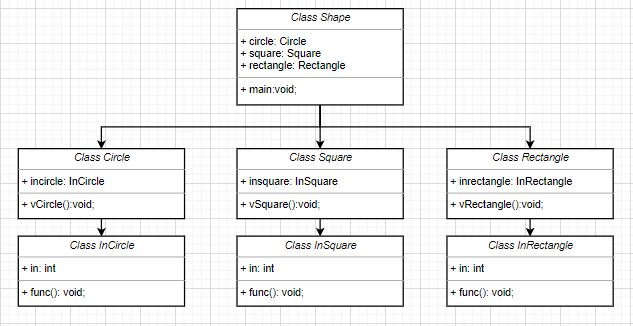 Class Shape
+ circle: Circle
+ square: Square
+ rectangle: Rectangle
+ main:void;
Class Circle
+ incircle: InCircle
+ vCircle():void;
Class Square
+ insquare: InSquare
+ vSquare():void;
Class Rectangle
+ inrectangle: InRectangle
+ vRectangle():void;
Class InCircle
+ in: int
+ func(): void;
Class InSquare
+ in: int
+ func(): void;
Class InRectangle
+ in: int
+ func(): void;